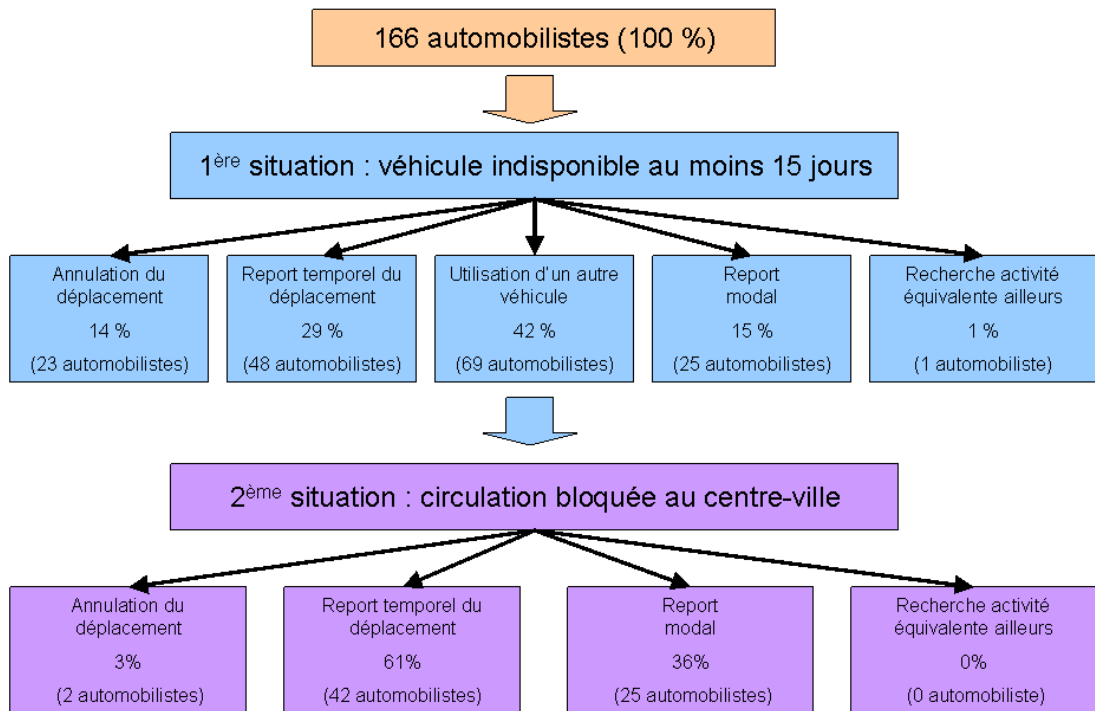 166 automobilistes (100 %)
1ère situation : véhicule indisponible au moins 15 jours
Annulation du
déplacement
14 %
(23 automobilistes)
Report temporel du
déplacement
29 %
(48 automobilistes)
Utilisation d'un autre
véhicule
42 %
(69 automobilistes)
Report
modal
15 %
(25 automobilistes)
Recherche activité
équivalente ailleurs
1 %
(1 automobiliste)
2ème situation : circulation bloquée au centre-ville
Annulation du
déplacement
3%
(2 automobilistes)
Report temporel du
déplacement
61%
(42 automobilistes)
Report
modal
36%
(25 automobilistes)
Recherche activité
équivalente ailleurs
0%
(0 automobiliste)